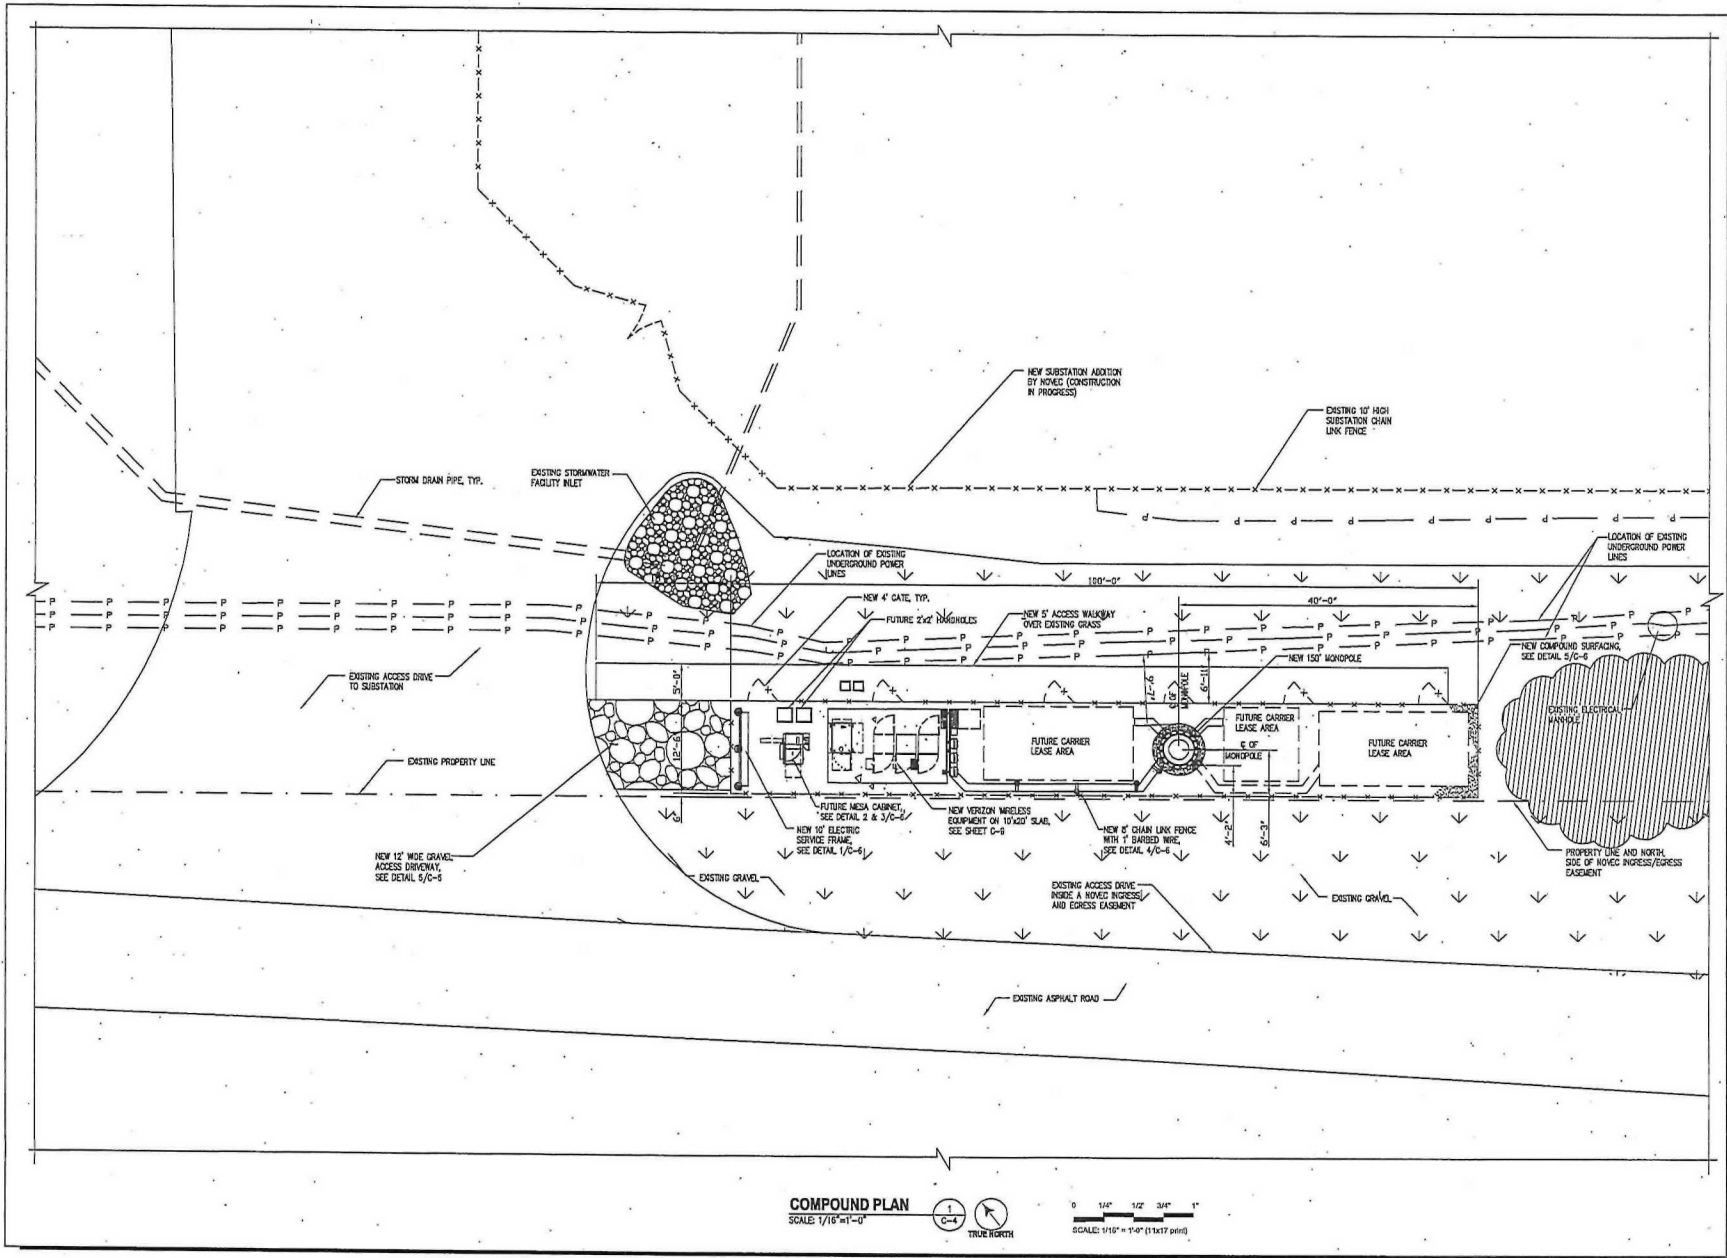 NEW SUBSTATION ADDITION
BY NOVEC (CONSTRUCTION
IN PROGRESS)
EXISTING 10' HIGH
SUBSTATION CHAIN
LINK FENCE
STORM DRAIN PIPE, TYP.
EXISTING STORMWATER
FACILITY INLET
LOCATION OF EXISTING
UNDERGROUND POWER
LINES
LOCATION OF EXISTING
UNDERGROUND POWER
LINES
100'-0"
40'-0"
NEW 4' GATE, TYP.
FUTURE 2'x2' HANDHOLES
NEW 5' ACCESS WALKWAY
OVER EXISTING GRASS
NEW 150' MONOPOLE
NEW COMPOUND SURFACING,
SEE DETAIL 5/C-6
EXISTING ACCESS DRIVE
TO SUBSTATION
5'-0"
12'-6"
6'-11"
℄ OF
MONOPOLE
EXISTING ELECTRICAL
MANHOLE
FUTURE CARRIER
LEASE AREA
FUTURE CARRIER
LEASE AREA
FUTURE CARRIER
LEASE AREA
℄ OF
MONOPOLE
EXISTING PROPERTY LINE
FUTURE MESA CABINET,
SEE DETAIL 2 & 3/C-6
NEW VERIZON WIRELESS
EQUIPMENT ON 10'x20' SLAB,
SEE SHEET C-9
NEW 10' ELECTRIC
SERVICE FRAME,
SEE DETAIL 1/C-6
NEW 8' CHAIN LINK FENCE
WITH 1' BARBED WIRE,
SEE DETAIL 4/C-6
4'-2"
6'-3"
NEW 12' WIDE GRAVEL
ACCESS DRIVEWAY,
SEE DETAIL 5/C-5
PROPERTY LINE AND NORTH
SIDE OF NOVEC INGRESS/EGRESS
EASEMENT
EXISTING GRAVEL
EXISTING ACCESS DRIVE
INSIDE A NOVEC INGRESS
AND EGRESS EASEMENT
EXISTING GRAVEL
EXISTING ASPHALT ROAD
COMPOUND PLAN
SCALE: 1/16"=1'-0"
1
C-4
TRUE NORTH
0 1/4" 1/2" 3/4" 1"
SCALE: 1/16" = 1'-0" (11x17 print)